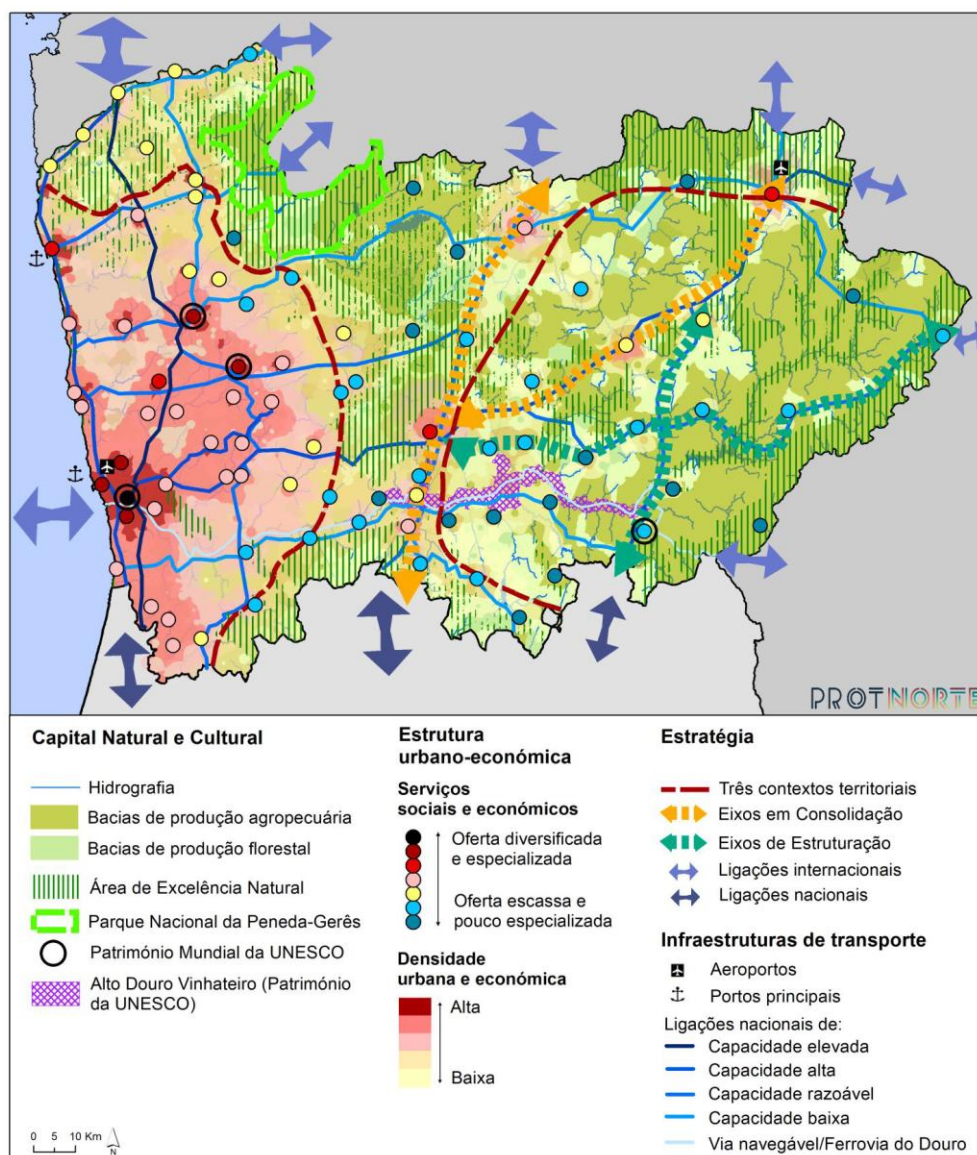 PROTNORTE
Capital Natural e Cultural
Hidrografia
Bacias de produção agropecuária
Bacias de produção florestal
Área de Excelência Natural
Parque Nacional da Peneda-Gerês
Património Mundial da UNESCO
Alto Douro Vinhateiro (Património
da UNESCO)
0 5 10 Km
N
Estrutura
urbano-económica
Serviços
sociais e económicos
Oferta diversificada
e especializada
Oferta escassa e
pouco especializada
Densidade
urbana e económica
Alta
Baixa
Estratégia
Três contextos territoriais
Eixos em Consolidação
Eixos de Estruturação
Ligações internacionais
Ligações nacionais
Infraestruturas de transporte
Aeroportos
Portos principais
Ligações nacionais de:
Capacidade elevada
Capacidade alta
Capacidade razoável
Capacidade baixa
Via navegável/Ferrovia do Douro